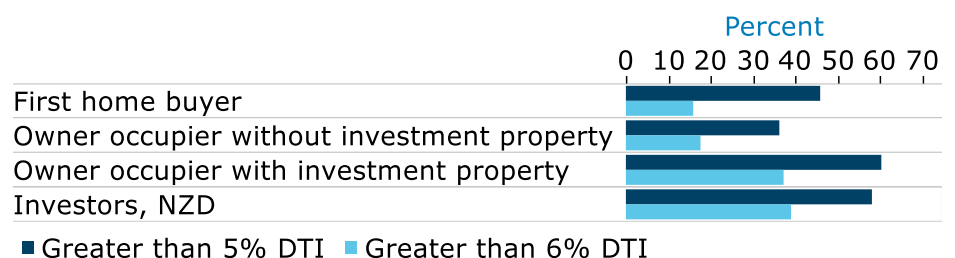 Percent
0 10 20 30 40 50 60 70
First home buyer
Owner occupier without investment property
Owner occupier with investment property
Investors, NZD
Greater than 5% DTI Greater than 6% DTI